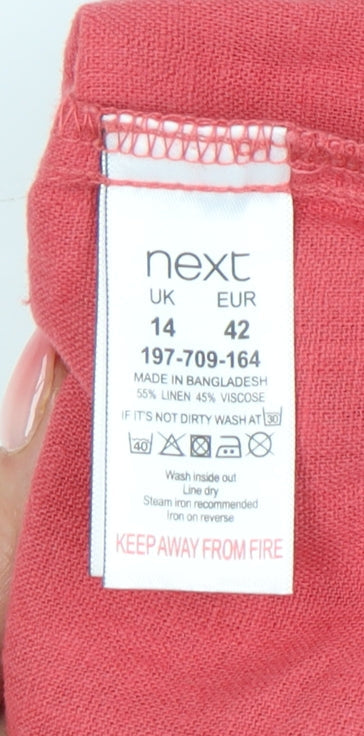 next
UK EUR
14 42
197-709-164
MADE IN BANGLADESH
55% LINEN 45% VISCOSE
IF IT'S NOT DIRTY WASH AT 30
40
Wash inside out
Line dry
Steam iron recommended
Iron on reverse
KEEP AWAY FROM FIRE